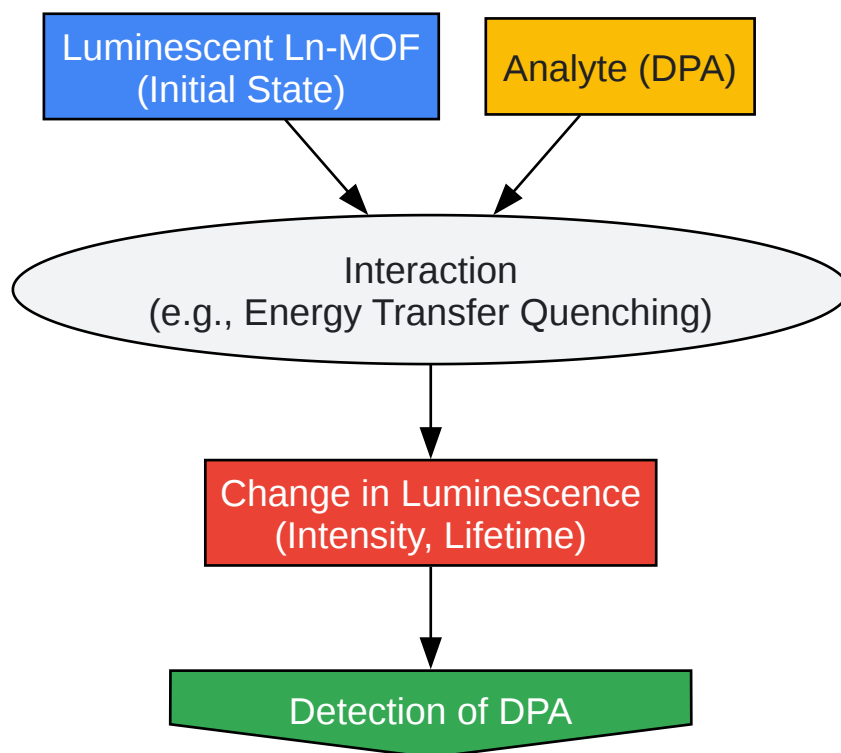 Luminescent Ln-MOF
(Initial State)
Analyte (DPA)
Interaction
(e.g., Energy Transfer Quenching)
Change in Luminescence
(Intensity, Lifetime)
Detection of DPA